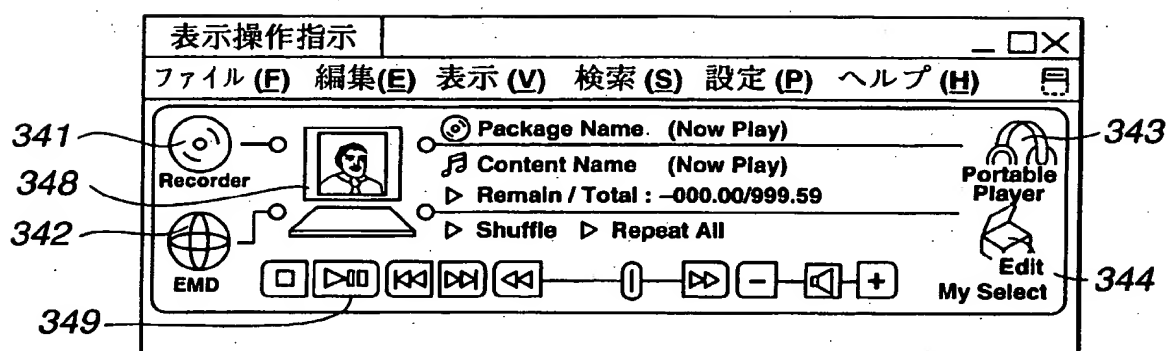 表示操作指示
ファイル (F) 編集(E) 表示 (V) 検索 (S) 設定 (P) ヘルプ (H)
341
Recorder
348
342
EMD
349
Package Name. (Now Play)
Content Name (Now Play)
Remain / Total : –000.00/999.59
Shuffle Repeat All
343
Portable
Player
Edit
344
My Select